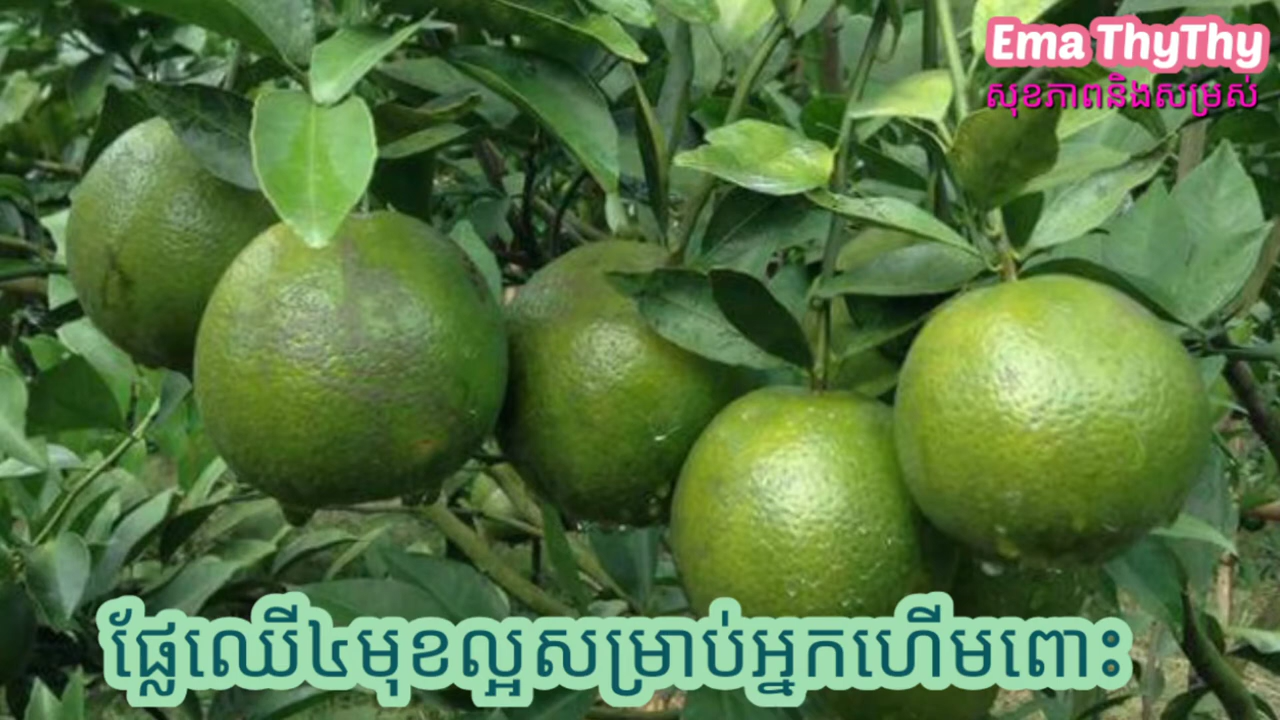 Ema ThyThy
សុខភាពនិងសម្រស់
ផ្លែឈើ៤មុខល្អសម្រាប់អ្នកហើមពោះ